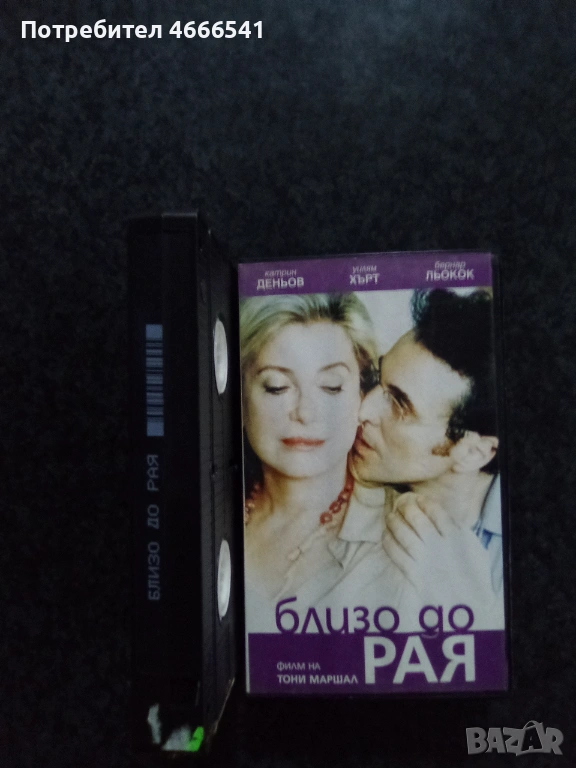 Потребител 4666541
катрин
ДЕНЬОВ
уилям
ХЪРТ
бернар
ЛЬОКОК
БЛИЗО ДО РАЯ
близо до
РАЯ
ФИЛМ НА
ТОНИ МАРШАЛ
BAZAR